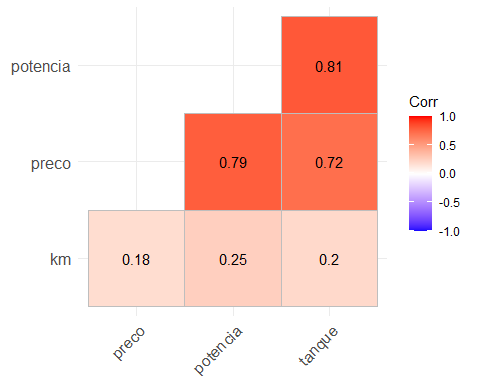 potencia
0.81
Corr
1.0
0.5
0.0
-0.5
-1.0
preco
0.79 0.72
km
0.18 0.25 0.2
preco
potencia
tanque